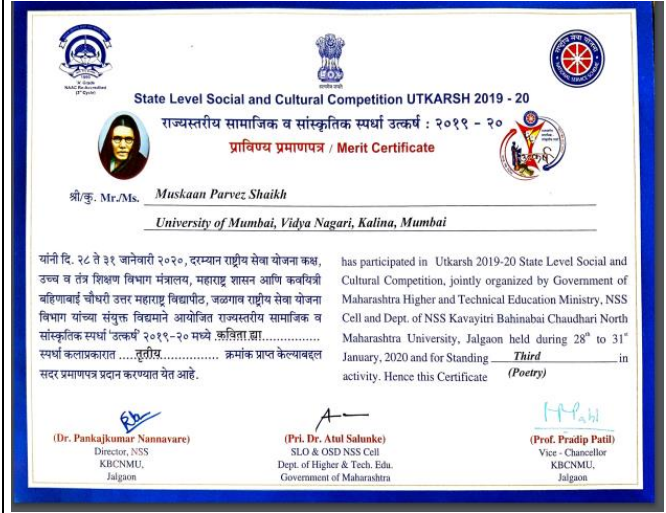 'A' Grade
NAAC Re-Accredited
(3rd Cycle)
State Level Social and Cultural Competition UTKARSH 2019 - 20
राज्यस्तरीय सामाजिक व सांस्कृतिक स्पर्धा उत्कर्ष : २०१९ - २०
प्राविण्य प्रमाणपत्र / Merit Certificate
उत्कर्ष
श्री/कु. Mr./Ms. Muskaan Parvez Shaikh
University of Mumbai, Vidya Nagari, Kalina, Mumbai
यांनी दि. २८ ते ३१ जानेवारी २०२०, दरम्यान राष्ट्रीय सेवा योजना कक्ष,
उच्च व तंत्र शिक्षण विभाग मंत्रालय, महाराष्ट्र शासन आणि कवयित्री
बहिणाबाई चौधरी उत्तर महाराष्ट्र विद्यापीठ, जळगाव राष्ट्रीय सेवा योजना
विभाग यांच्या संयुक्त विद्यमाने आयोजित राज्यस्तरीय सामाजिक व
सांस्कृतिक स्पर्धा 'उत्कर्ष' २०१९-२० मध्ये कविता ह्या................
स्पर्धा कलाप्रकारात .....तृतीय................ क्रमांक प्राप्त केल्याबद्दल
सदर प्रमाणपत्र प्रदान करण्यात येत आहे.
has participated in Utkarsh 2019-20 State Level Social and
Cultural Competition, jointly organized by Government of
Maharashtra Higher and Technical Education Ministry, NSS
Cell and Dept. of NSS Kavayitri Bahinabai Chaudhari North
Maharashtra University, Jalgaon held during 28th to 31st
January, 2020 and for Standing Third in
activity. Hence this Certificate (Poetry)
(Dr. Pankajkumar Nannavare)
Director, NSS
KBCNMU,
Jalgaon
(Pri. Dr. Atul Salunke)
SLO & OSD NSS Cell
Dept. of Higher & Tech. Edu.
Government of Maharashtra
(Prof. Pradip Patil)
Vice - Chancellor
KBCNMU,
Jalgaon